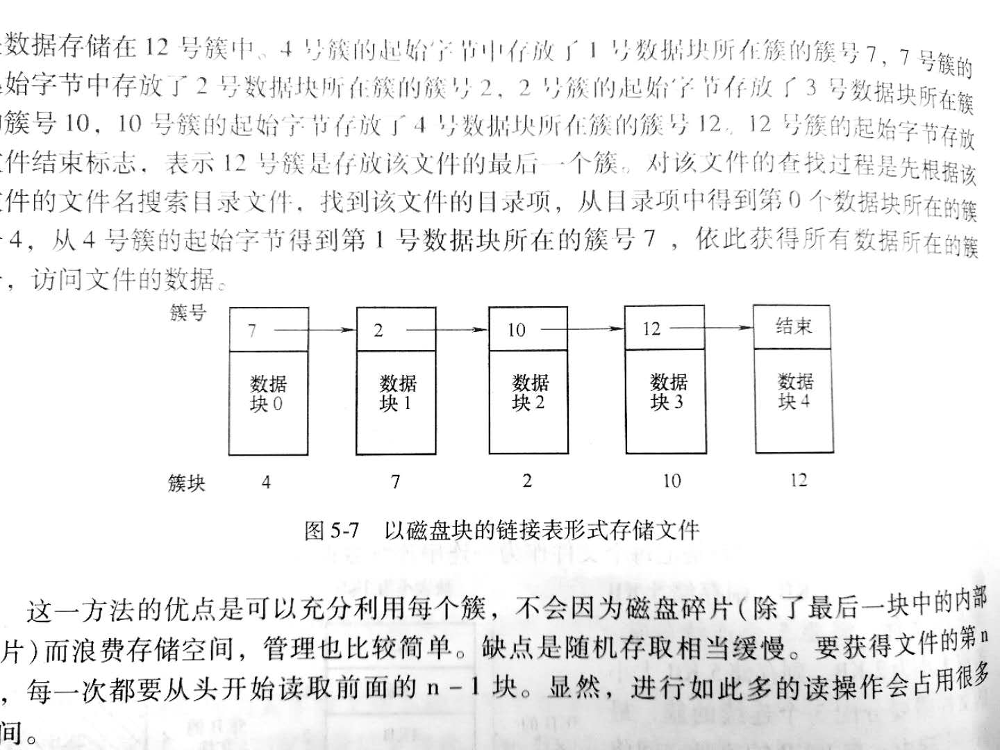 数据存储在 12 号簇中。4 号簇的起始字节中存放了 1 号数据块所在簇的簇号 7，7 号簇的
始字节中存放了 2 号数据块所在簇的簇号 2，2 号簇的起始字节存放了 3 号数据块所在簇
簇号 10，10 号簇的起始字节存放了 4 号数据块所在簇的簇号 12。12 号簇的起始字节存放
件结束标志，表示 12 号簇是存放该文件的最后一个簇。对该文件的查找过程是先根据该
件的文件名搜索目录文件，找到该文件的目录项，从目录项中得到第 0 个数据块所在的簇
4，从 4 号簇的起始字节得到第 1 号数据块所在的簇号 7 ，依此获得所有数据所在的簇
，访问文件的数据。
簇号 7 2 10 12 结束
数据 数据 数据 数据 数据
块 0 块 1 块 2 块 3 块 4
簇块 4 7 2 10 12
图 5-7 以磁盘块的链接表形式存储文件
这一方法的优点是可以充分利用每个簇，不会因为磁盘碎片(除了最后一块中的内部
片)而浪费存储空间，管理也比较简单。缺点是随机存取相当缓慢。要获得文件的第 n
，每一次都要从头开始读取前面的 n－1 块。显然，进行如此多的读操作会占用很多
间。